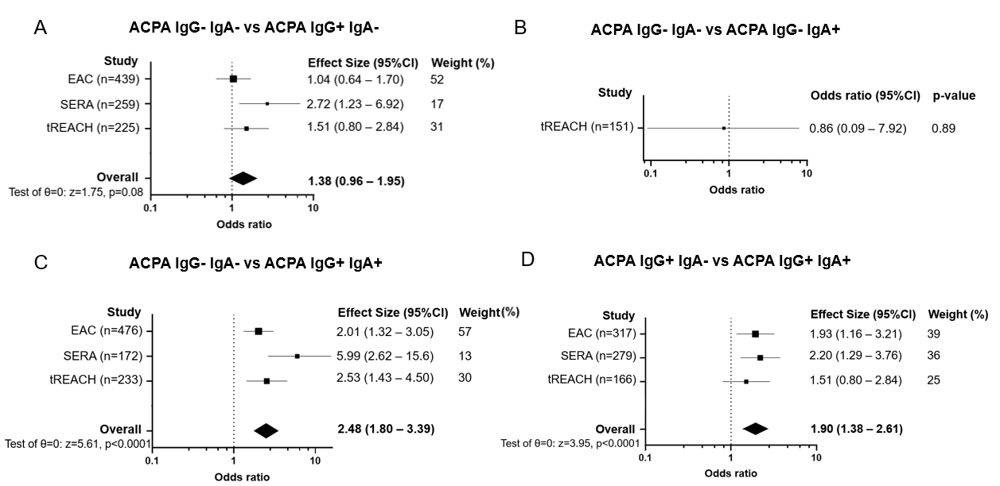 A
ACPA IgG- IgA- vs ACPA IgG+ IgA-
Study Effect Size (95%CI) Weight (%)
EAC (n=439) 1.04 (0.64 – 1.70) 52
SERA (n=259) 2.72 (1.23 – 6.92) 17
tREACH (n=225) 1.51 (0.80 – 2.84) 31
Overall 1.38 (0.96 – 1.95)
Test of θ=0: z=1.75, p=0.08
0.1 1 10
Odds ratio
B
ACPA IgG- IgA- vs ACPA IgG- IgA+
Study Odds ratio (95%CI) p-value
tREACH (n=151) 0.86 (0.09 – 7.92) 0.89
0.1 1 10
Odds ratio
C
ACPA IgG- IgA- vs ACPA IgG+ IgA+
Study Effect Size (95%CI) Weight(%)
EAC (n=476) 2.01 (1.32 – 3.05) 57
SERA (n=172) 5.99 (2.62 – 15.6) 13
tREACH (n=233) 2.53 (1.43 – 4.50) 30
Overall 2.48 (1.80 – 3.39)
Test of θ=0: z=5.61, p<0.0001
0.1 1 10
Odds ratio
D
ACPA IgG+ IgA- vs ACPA IgG+ IgA+
Study Effect Size (95%CI) Weight (%)
EAC (n=317) 1.93 (1.16 – 3.21) 39
SERA (n=279) 2.20 (1.29 – 3.76) 36
tREACH (n=166) 1.51 (0.80 – 2.84) 25
Overall 1.90 (1.38 – 2.61)
Test of θ=0: z=3.95, p<0.0001
0.1 1 10
Odds ratio